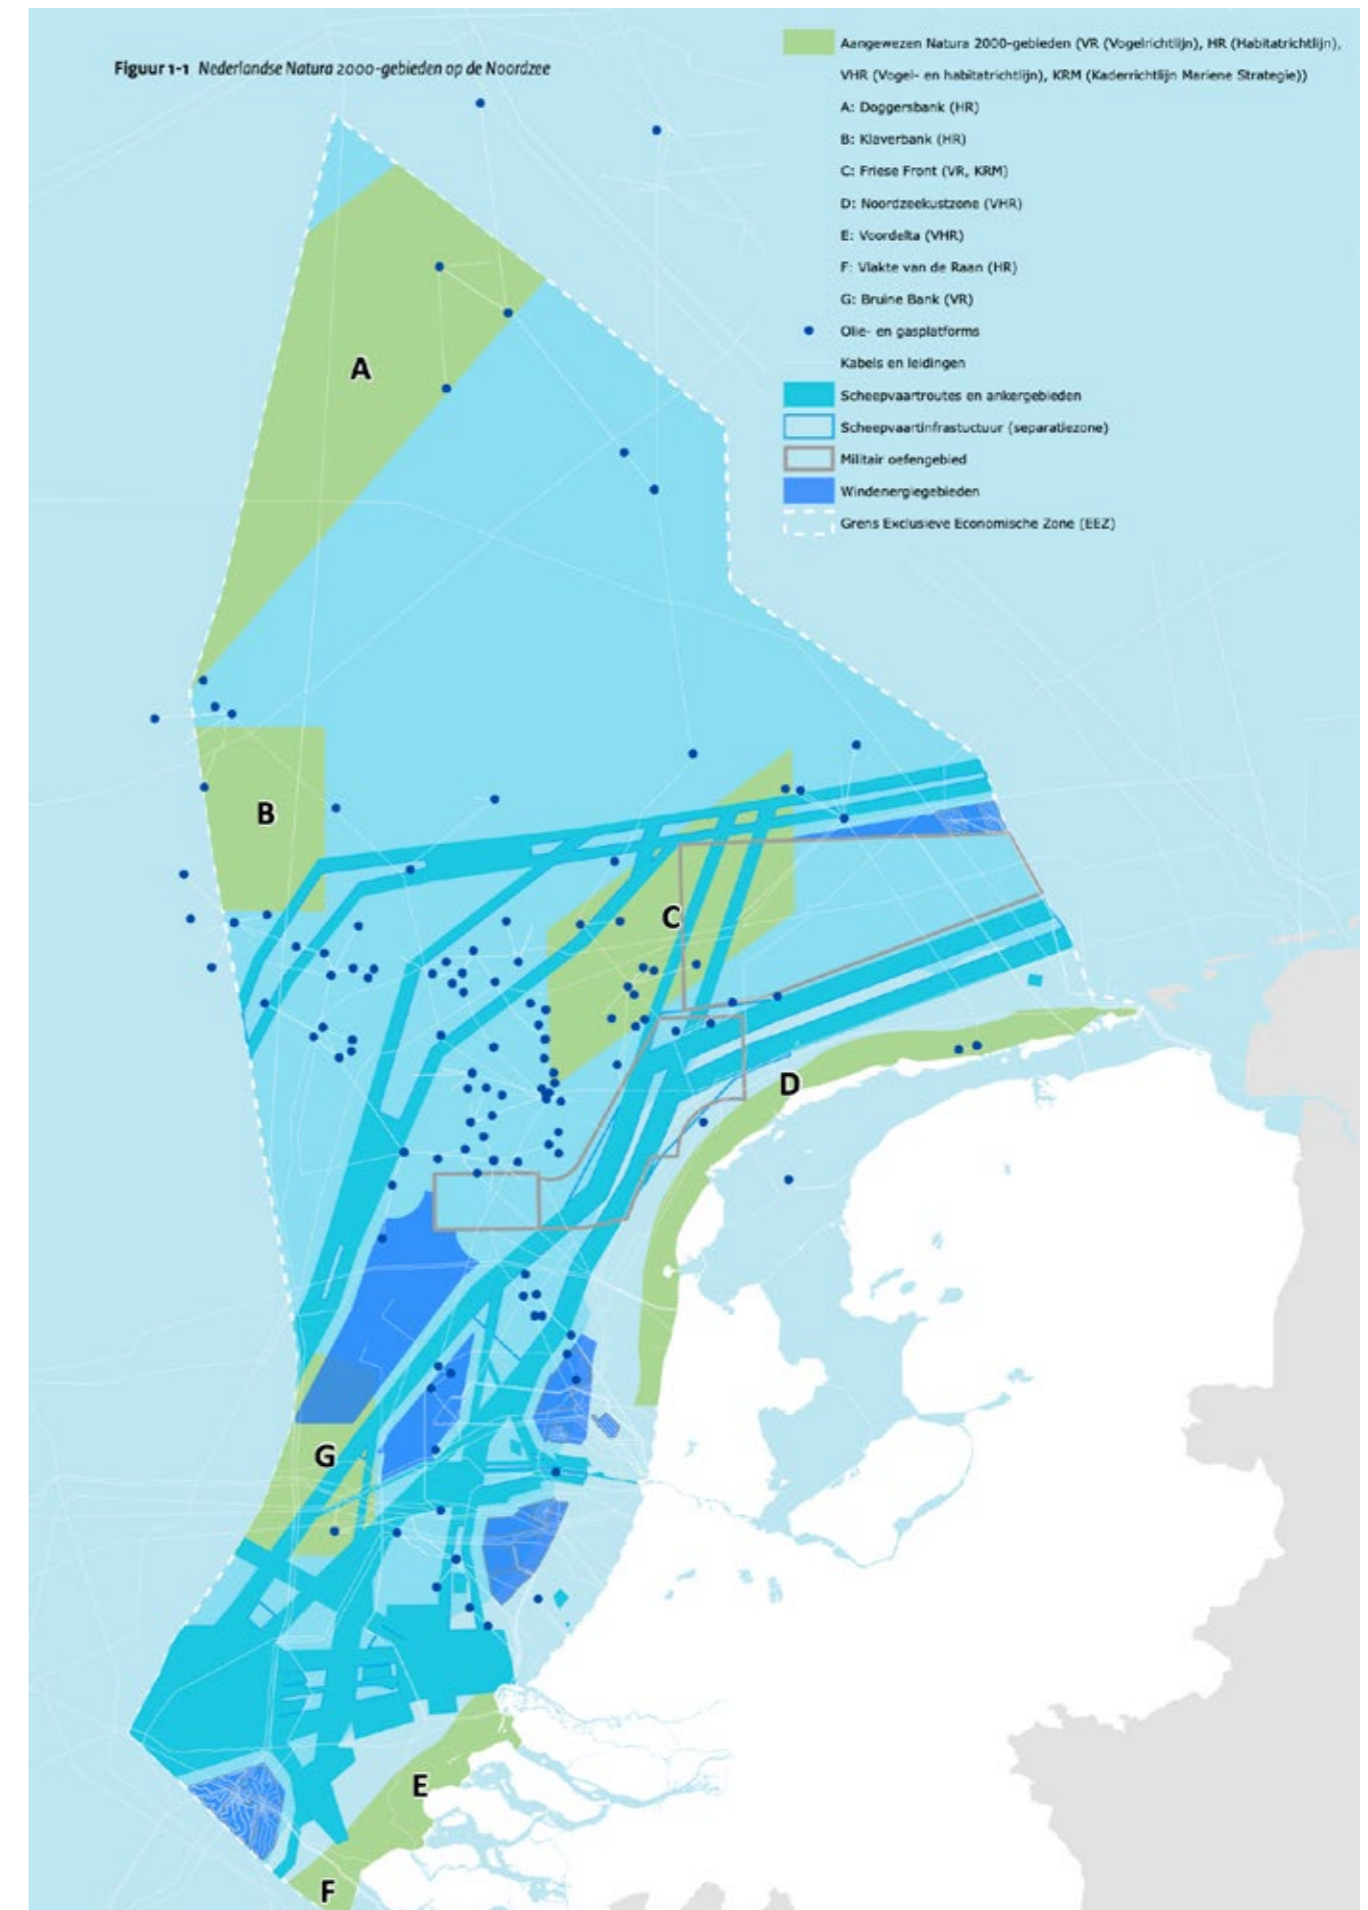 Figuur 1-1 Nederlandse Natura 2000-gebieden op de Noordzee
Aangewezen Natura 2000-gebieden (VR (Vogelrichtlijn), HR (Habitatrichtlijn),
VHR (Vogel- en habitatrichtlijn), KRM (Kaderrichtlijn Mariene Strategie))
A: Doggersbank (HR)
B: Klaverbank (HR)
C: Friese Front (VR, KRM)
D: Noordzeekustzone (VHR)
E: Voordelta (VHR)
F: Vlakte van de Raan (HR)
G: Bruine Bank (VR)
Olie- en gasplatforms
Kabels en leidingen
Scheepvaartroutes en ankergebieden
Scheepvaartinfrastuctuur (separatiezone)
Militair oefengebied
Windenergiegebieden
Grens Exclusieve Economische Zone (EEZ)
A
B
C
D
G
E
F